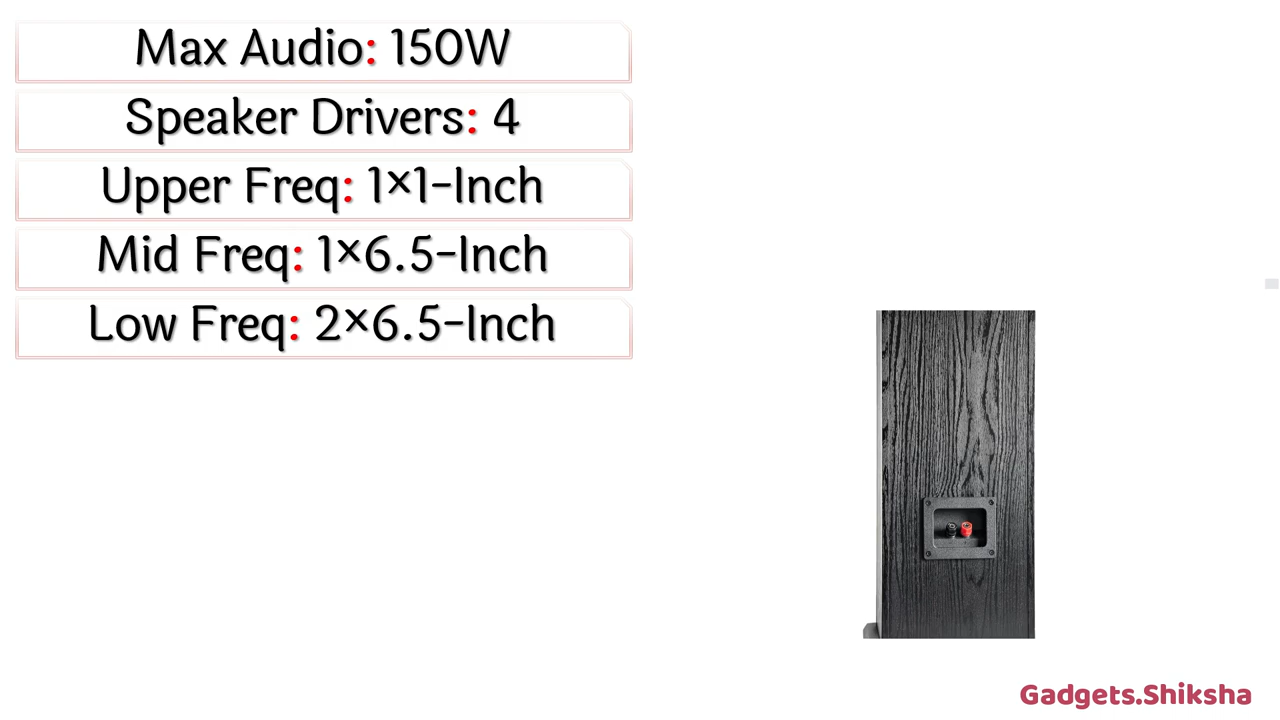 Max Audio: 150W
Speaker Drivers: 4
Upper Freq: 1×1-Inch
Mid Freq: 1×6.5-Inch
Low Freq: 2×6.5-Inch
Gadgets.Shiksha